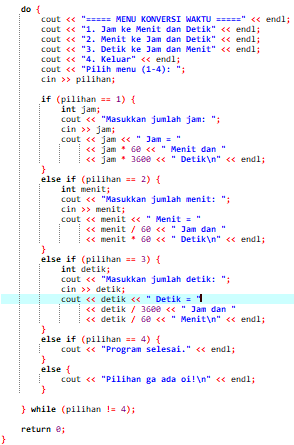 do {
cout << "===== MENU KONVERSI WAKTU =====" << endl;
cout << "1. Jam ke Menit dan Detik" << endl;
cout << "2. Menit ke Jam dan Detik" << endl;
cout << "3. Detik ke Jam dan Menit" << endl;
cout << "4. Keluar" << endl;
cout << "Pilih menu (1-4): ";
cin >> pilihan;
if (pilihan == 1) {
int jam;
cout << "Masukkan jumlah jam: ";
cin >> jam;
cout << jam << " Jam = "
<< jam * 60 << " Menit dan "
<< jam * 3600 << " Detik\n" << endl;
}
else if (pilihan == 2) {
int menit;
cout << "Masukkan jumlah menit: ";
cin >> menit;
cout << menit << " Menit = "
<< menit / 60 << " Jam dan "
<< menit * 60 << " Detik\n" << endl;
}
else if (pilihan == 3) {
int detik;
cout << "Masukkan jumlah detik: ";
cin >> detik;
cout << detik << " Detik = "
<< detik / 3600 << " Jam dan "
<< detik / 60 << " Menit\n" << endl;
}
else if (pilihan == 4) {
cout << "Program selesai." << endl;
}
else {
cout << "Pilihan ga ada oi!\n" << endl;
}
} while (pilihan != 4);
return 0;
}